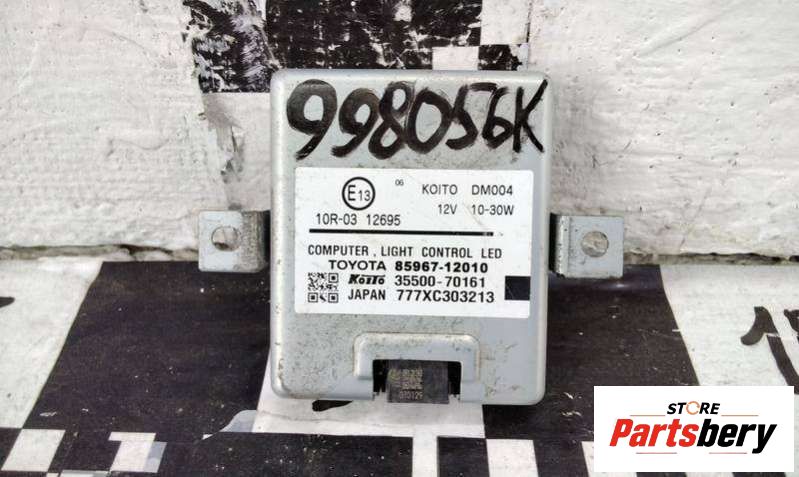 998056K
E13 06 KOITO DM004
10R-03 12695 12V 10-30W
COMPUTER, LIGHT CONTROL LED
TOYOTA 85967-12010
KOITO 35500-70161
JAPAN 777XC303213
070129
STORE
Partsbery